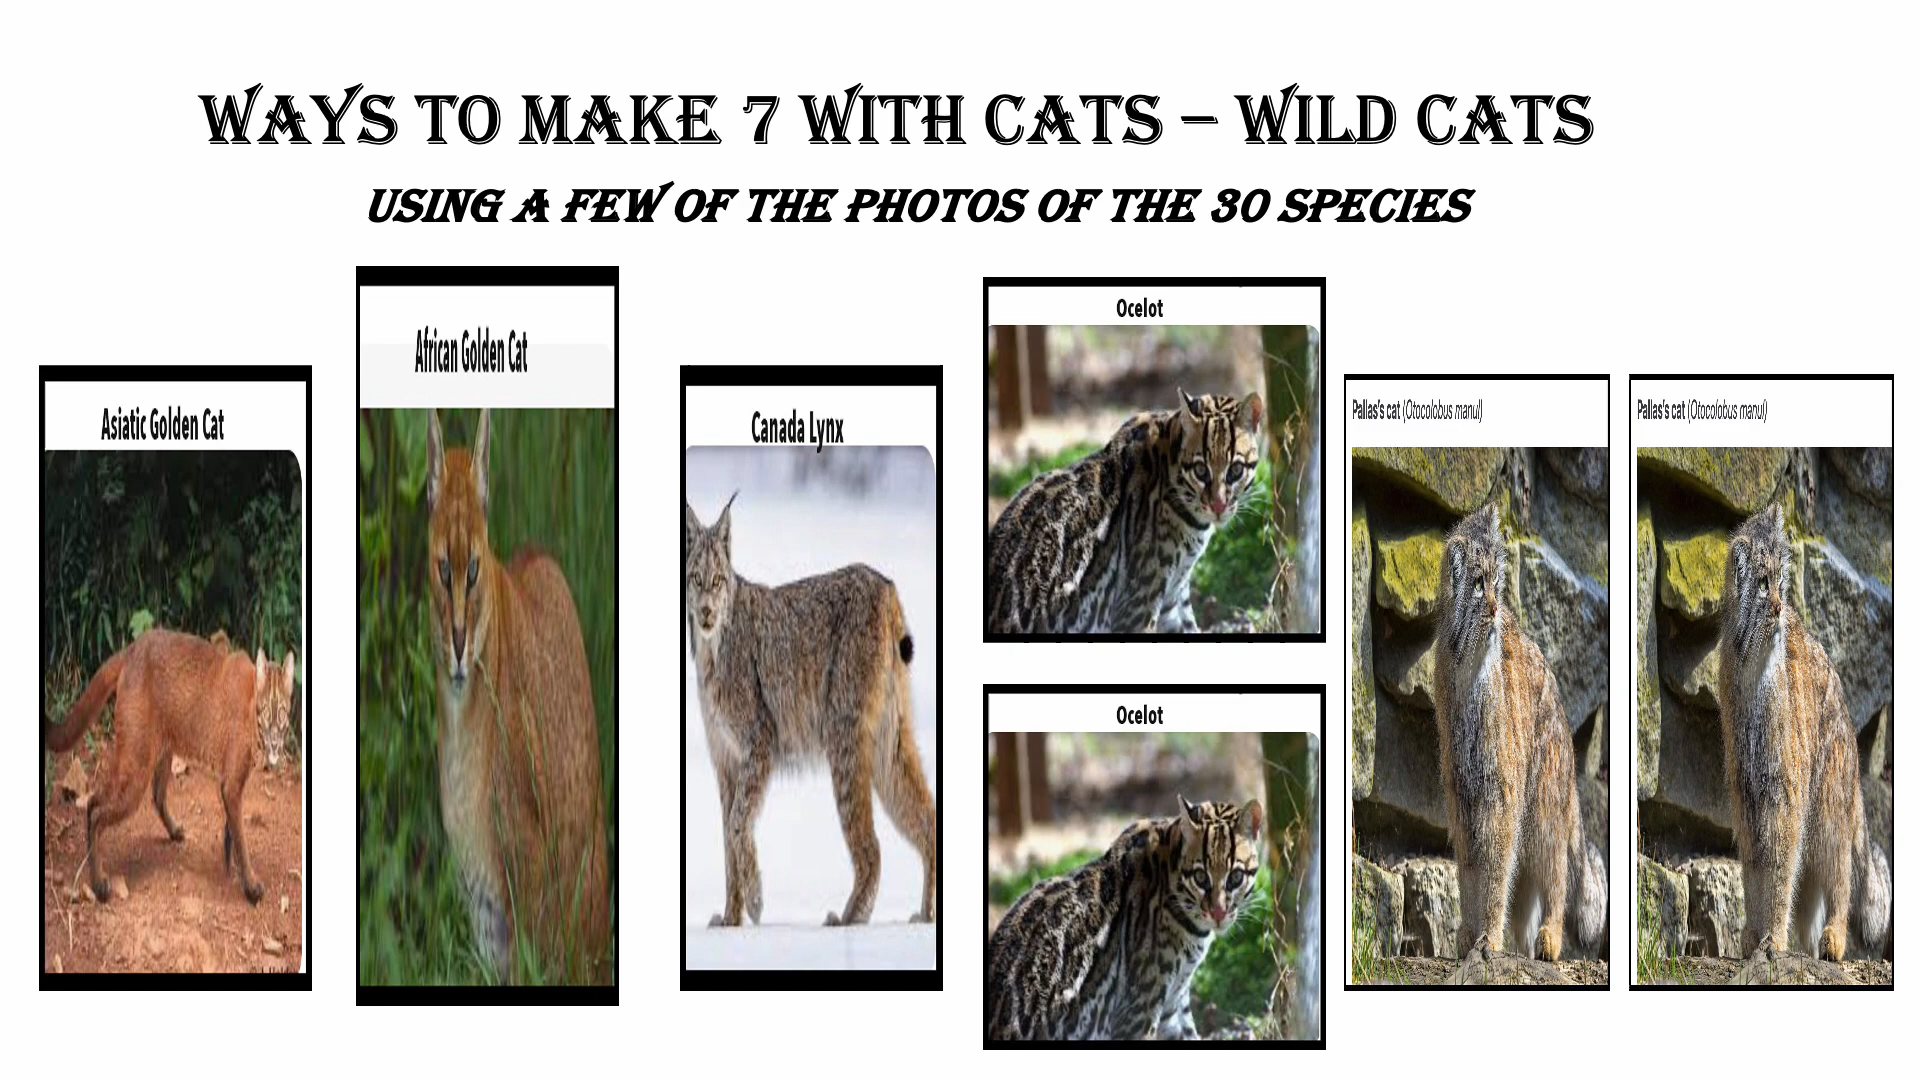 WAYS TO MAKE 7 WITH CATS – WILD CATS
USING A FEW OF THE PHOTOS OF THE 30 SPECIES
Asiatic Golden Cat
African Golden Cat
Canada Lynx
Ocelot
Ocelot
Pallas's cat (Otocolobus manul)
Pallas's cat (Otocolobus manul)